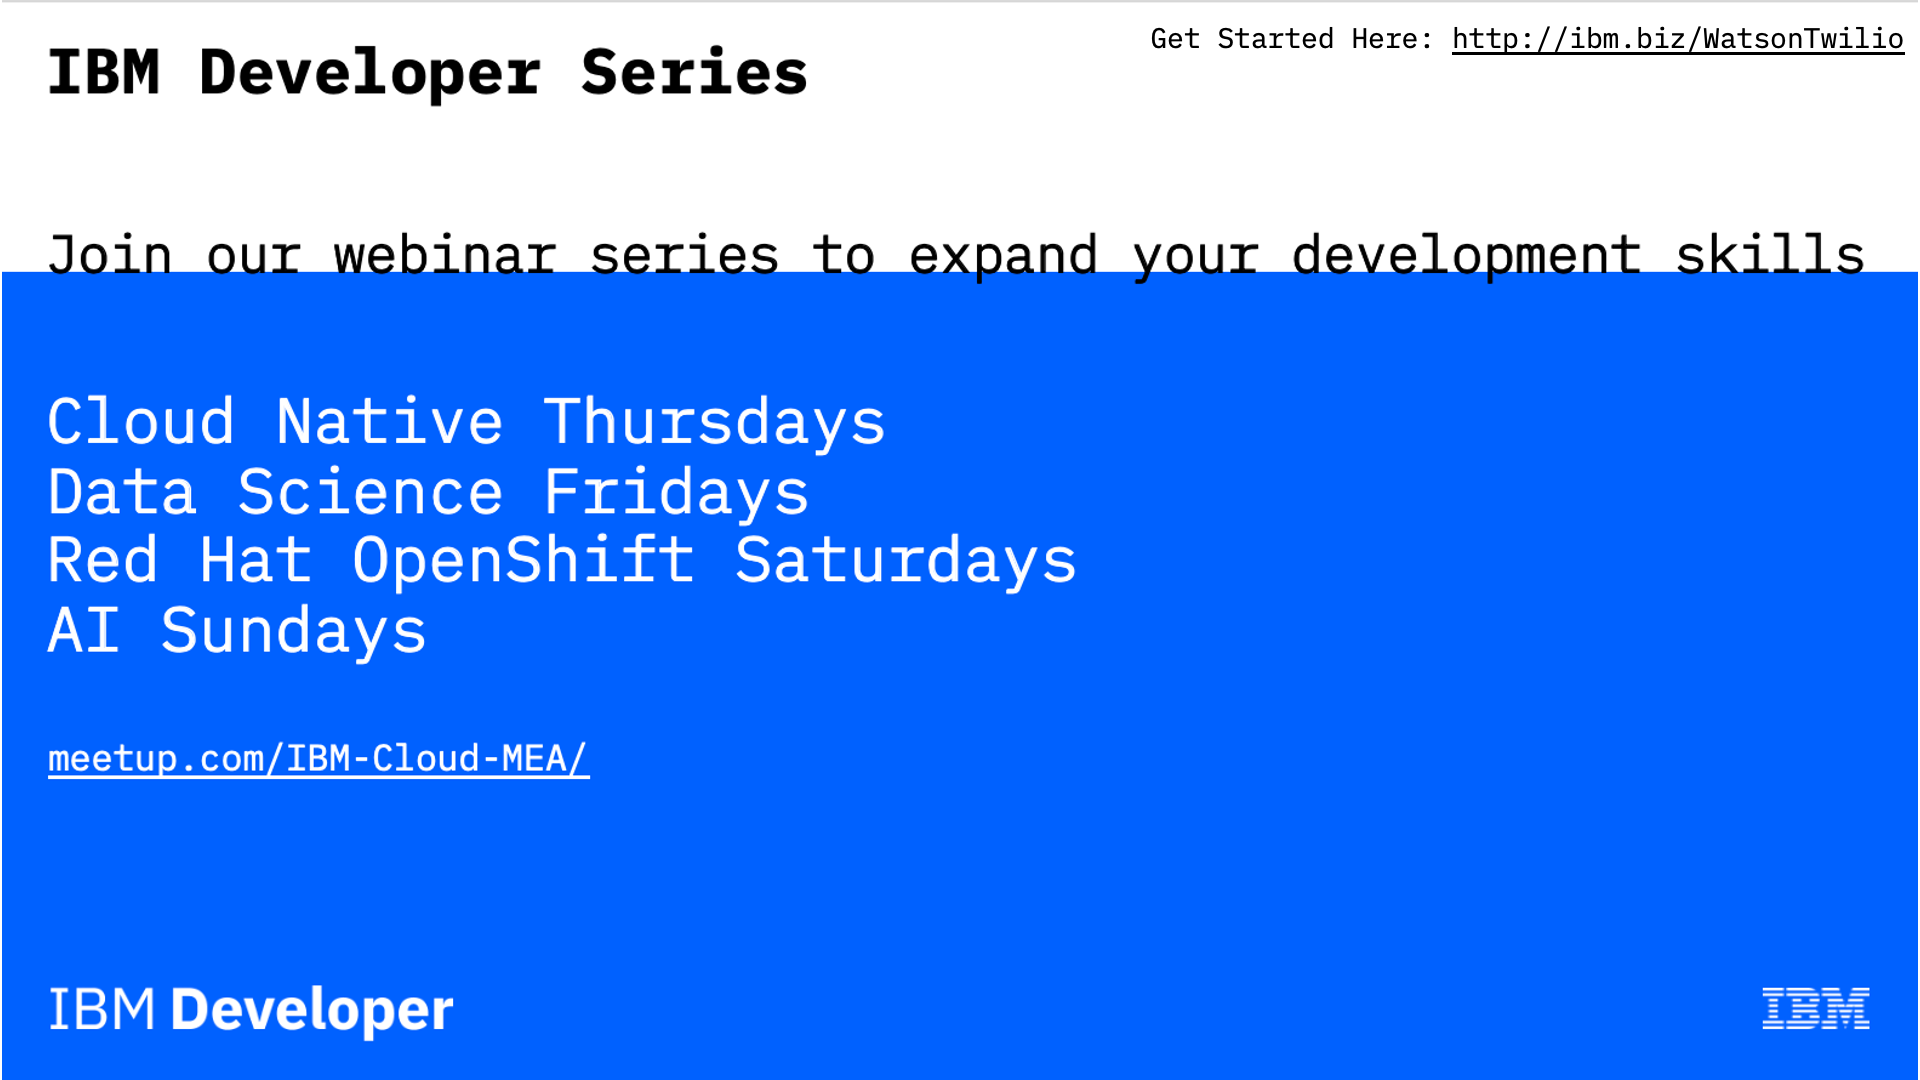 IBM Developer Series
Get Started Here: http://ibm.biz/WatsonTwilio
Join our webinar series to expand your development skills
Cloud Native Thursdays
Data Science Fridays
Red Hat OpenShift Saturdays
AI Sundays
meetup.com/IBM-Cloud-MEA/
IBM Developer
IBM